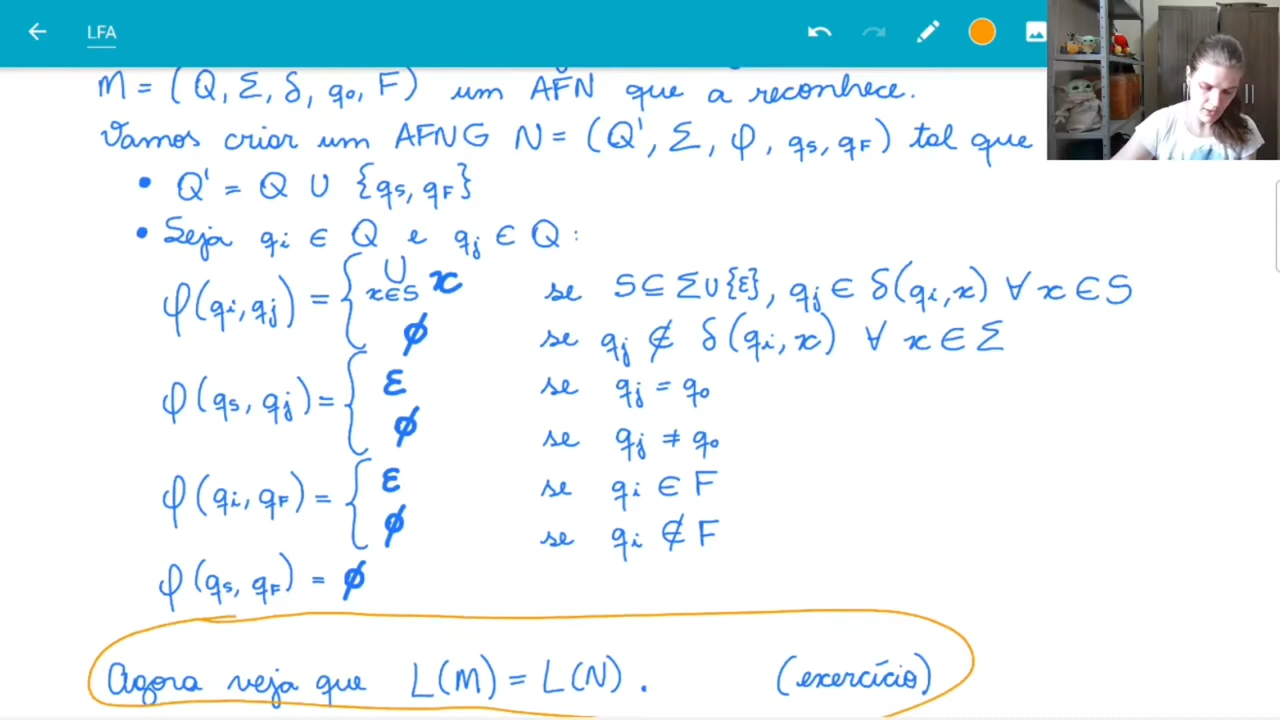 LFA
M = (Q, Σ, δ, q₀, F) um AFN que a reconhece.
Vamos criar um AFNG N = (Q', Σ, φ, qs, qF) tal que
• Q' = Q ∪ {qs, qF}
• Seja qi ∈ Q e qj ∈ Q :
φ(qi, qj) = { ∪ x∈S x se S ⊆ Σ∪{ε}, qj ∈ δ(qi, x) ∀ x ∈ S
ϕ se qj ∉ δ(qi, x) ∀ x ∈ Σ
φ(qs, qj) = { ε se qj = q₀
ϕ se qj ≠ q₀
φ(qi, qF) = { ε se qi ∈ F
ϕ se qi ∉ F
φ(qs, qF) = ϕ
Agora veja que L(M) = L(N). (exercício)